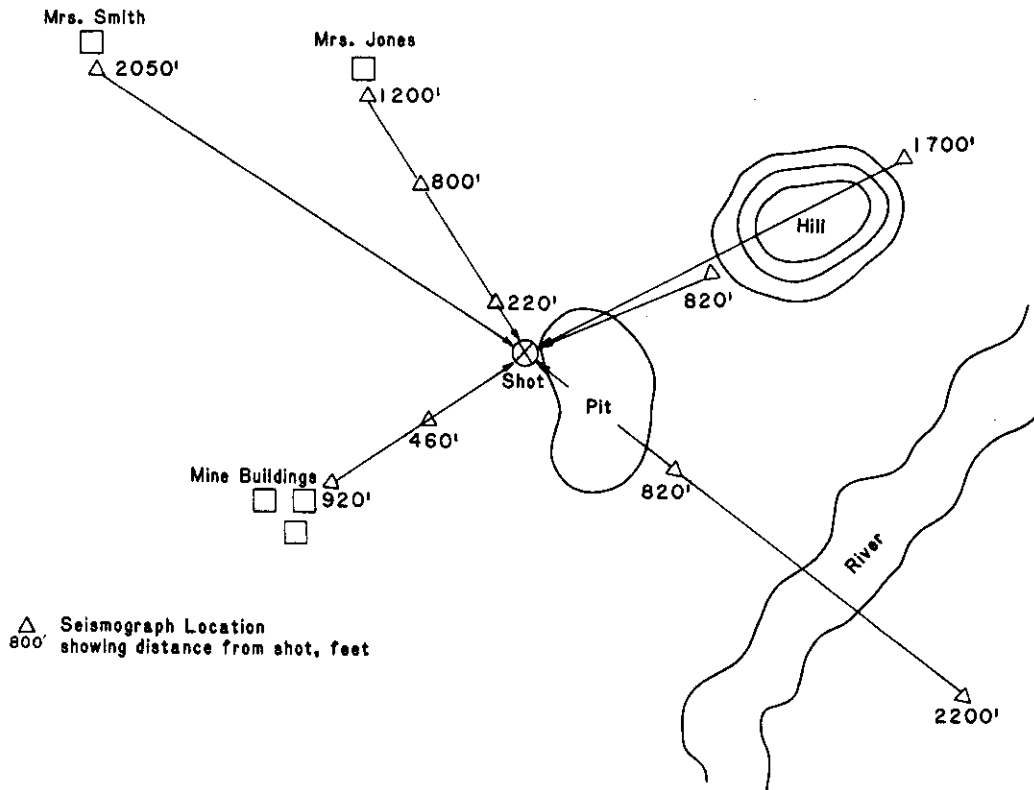 Mrs. Smith
2050'
Mrs. Jones
1200'
800'
1700'
Hill
820'
220'
Shot
Pit
460'
Mine Buildings
920'
820'
River
800' Seismograph Location
showing distance from shot, feet
2200'